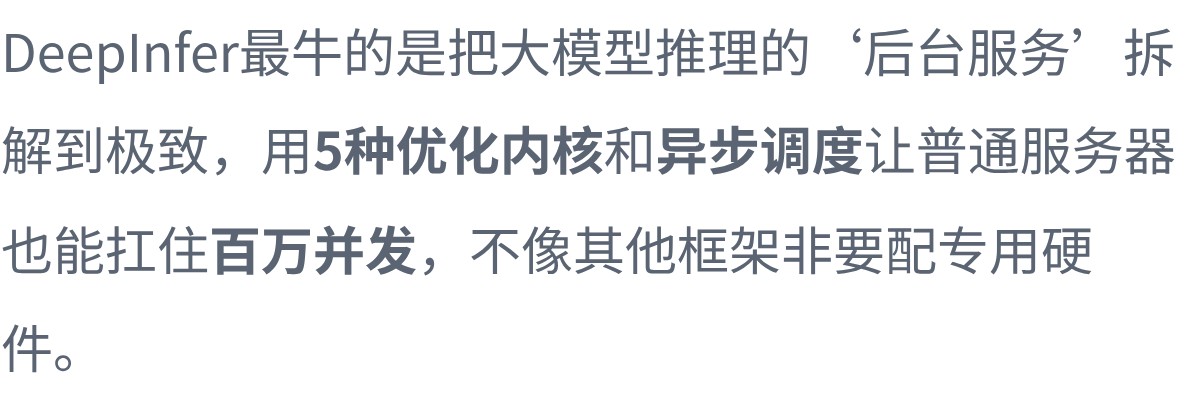 DeepInfer最牛的是把大模型推理的‘后台服务’拆
解到极致，用5种优化内核和异步调度让普通服务器
也能扛住百万并发，不像其他框架非要配专用硬
件。